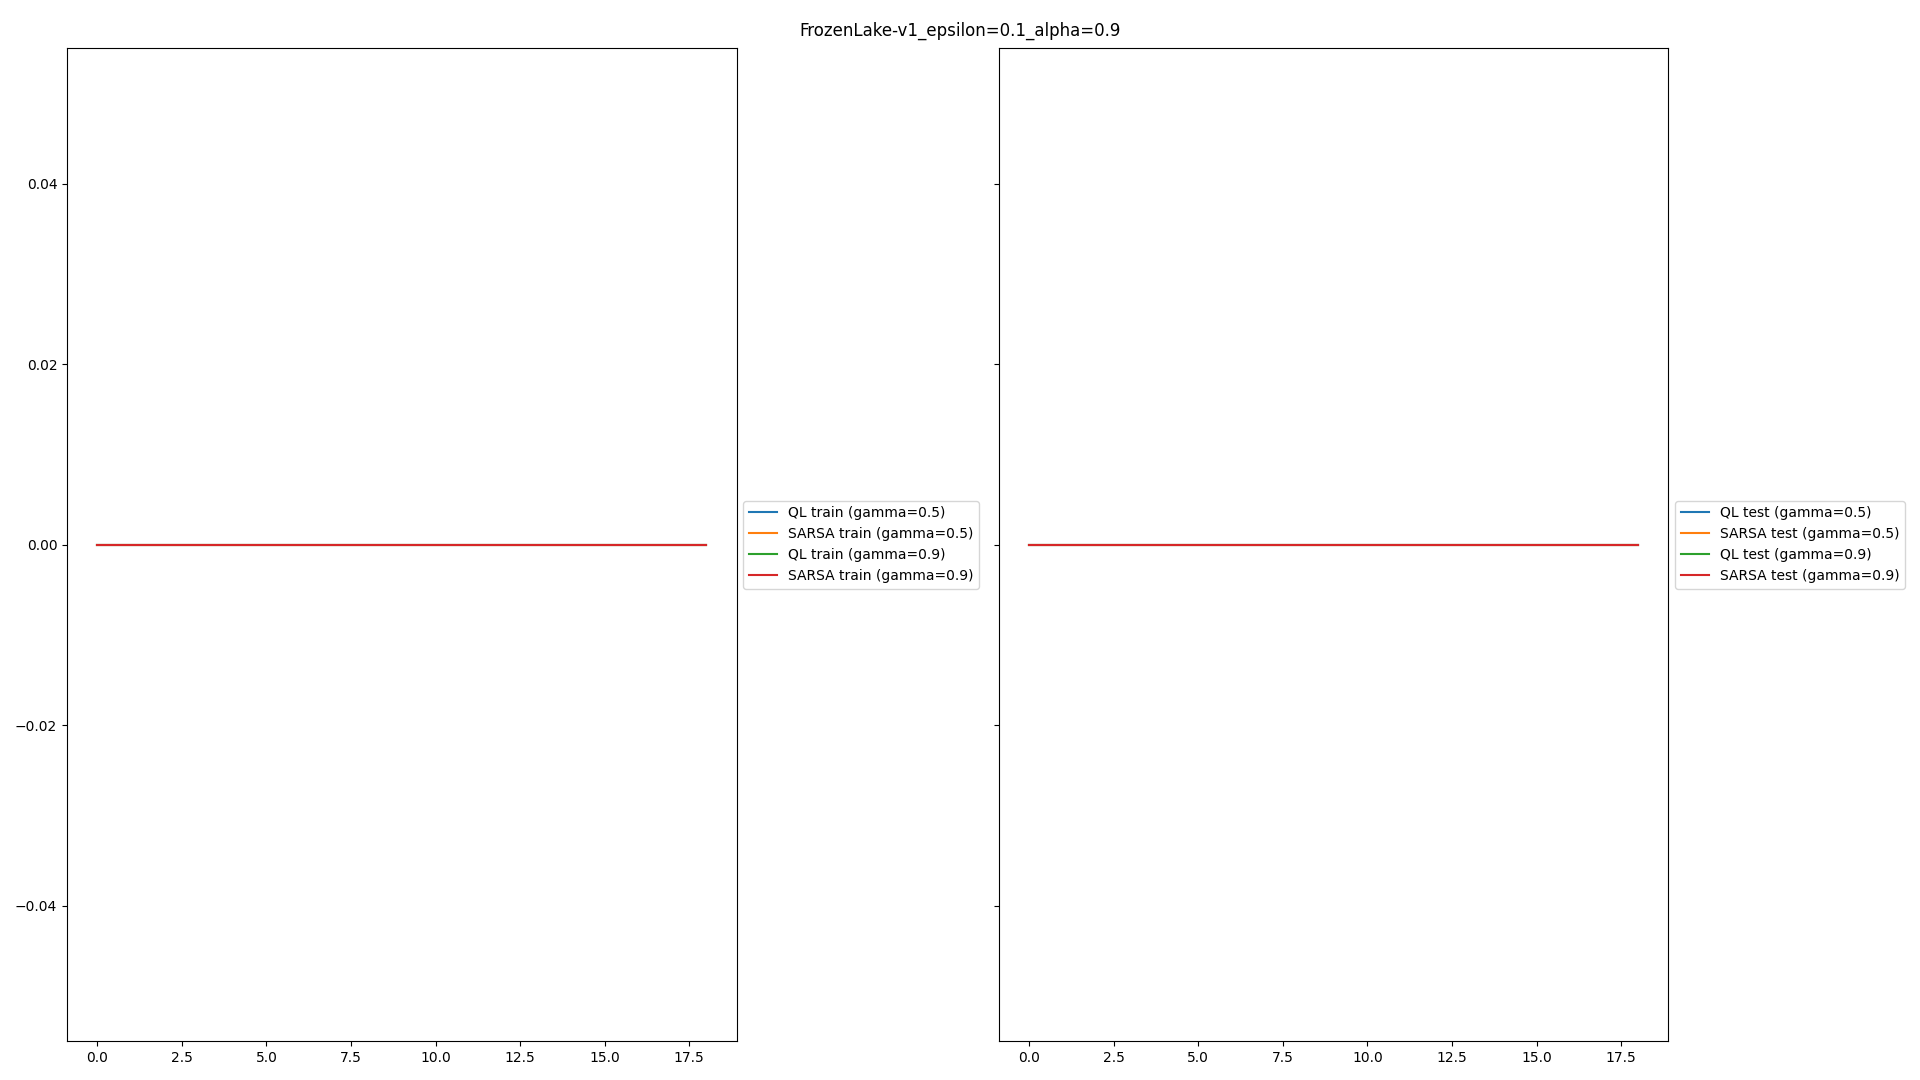 FrozenLake-v1_epsilon=0.1_alpha=0.9
0.04
0.02
0.00
−0.02
−0.04
0.0 2.5 5.0 7.5 10.0 12.5 15.0 17.5
QL train (gamma=0.5)
SARSA train (gamma=0.5)
QL train (gamma=0.9)
SARSA train (gamma=0.9)
0.0 2.5 5.0 7.5 10.0 12.5 15.0 17.5
QL test (gamma=0.5)
SARSA test (gamma=0.5)
QL test (gamma=0.9)
SARSA test (gamma=0.9)